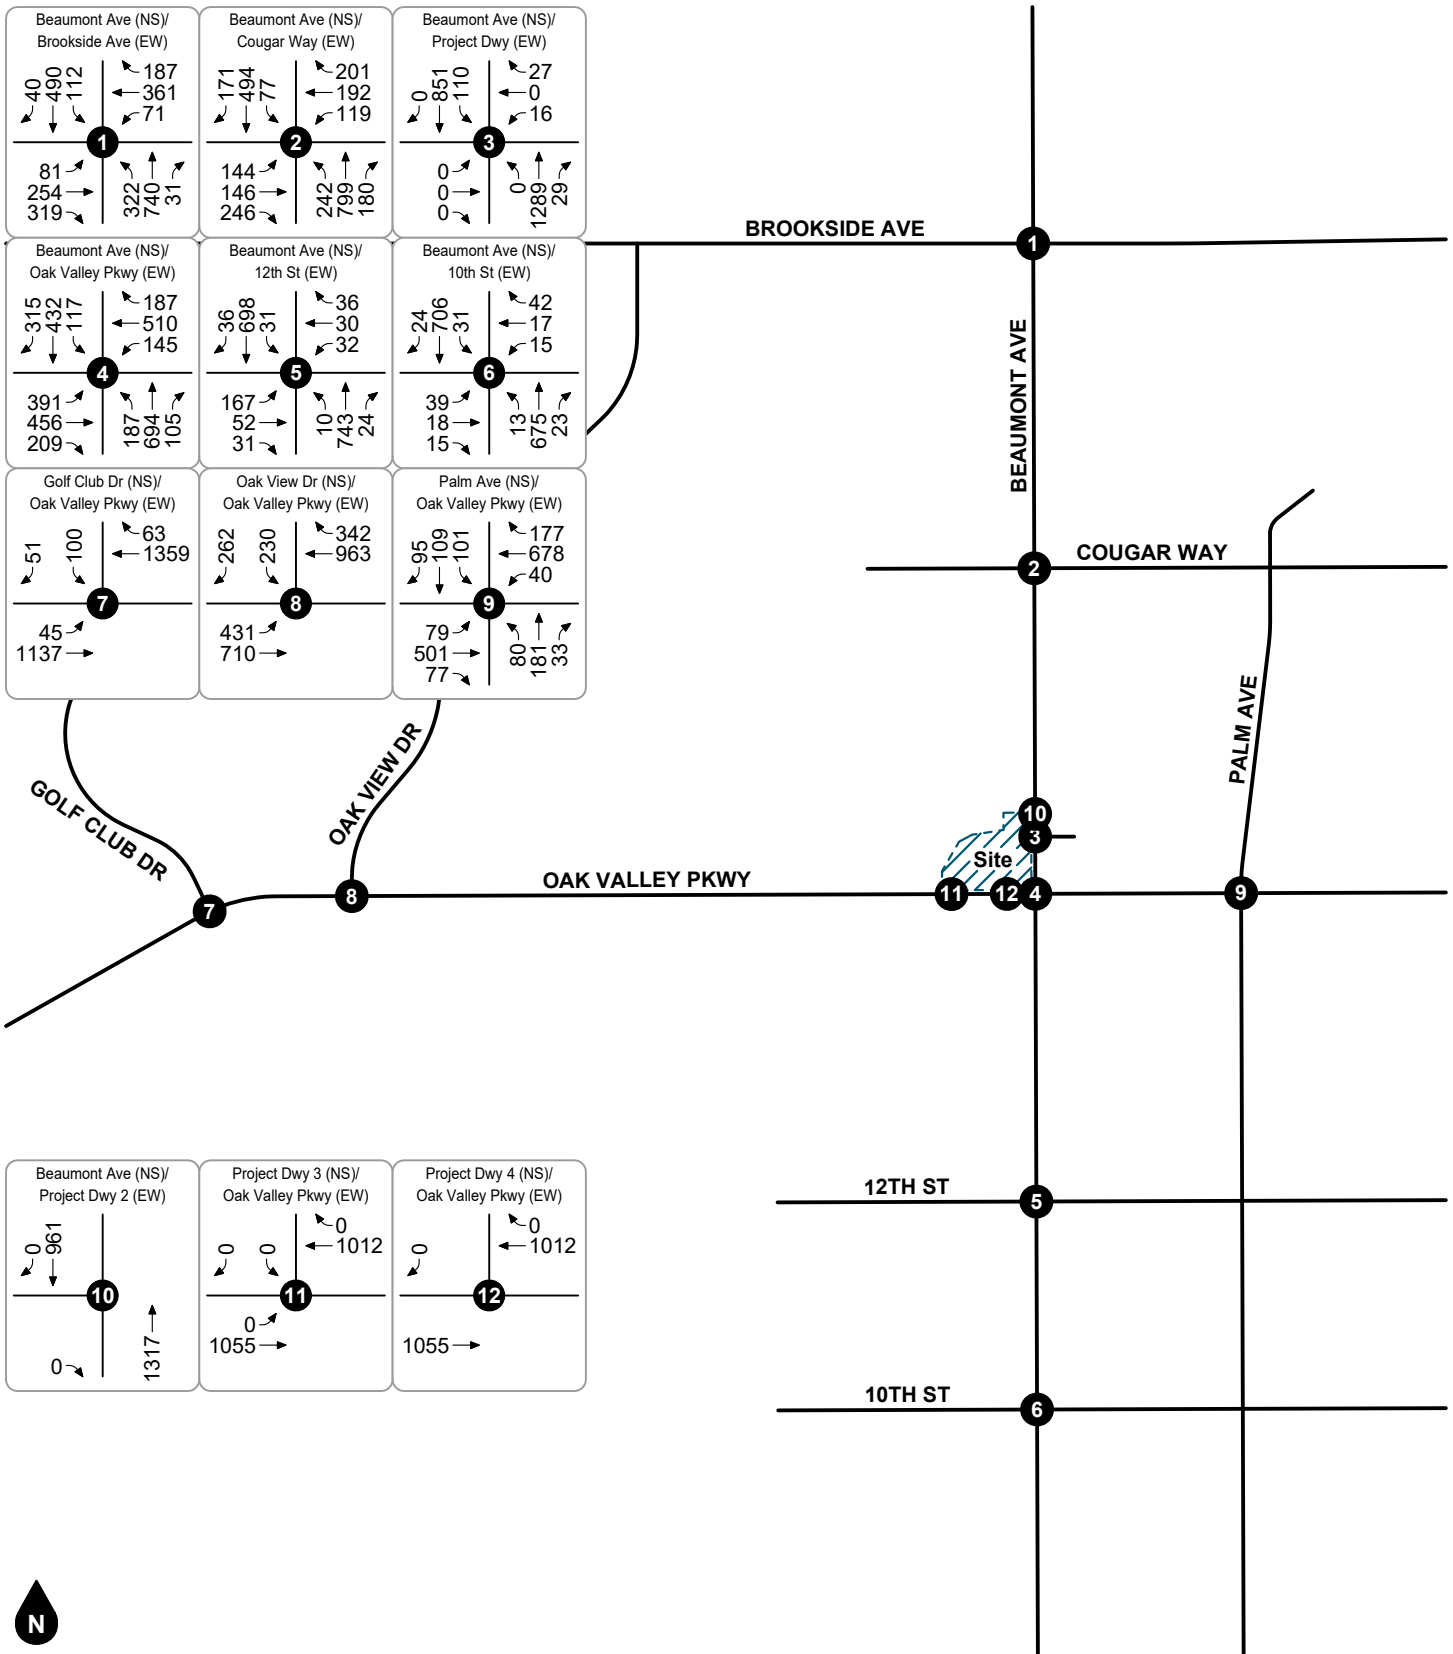 Beaumont Ave (NS)/
Brookside Ave (EW)
40 490 112
187
361
71
1
81
254
319
322 740 31
Beaumont Ave (NS)/
Cougar Way (EW)
171 494 77
201
192
119
2
144
146
246
242 799 180
Beaumont Ave (NS)/
Project Dwy (EW)
0 851 110
27
0
16
3
0
0
0
0 1289 29
Beaumont Ave (NS)/
Oak Valley Pkwy (EW)
315 432 117
187
510
145
4
391
456
209
187 694 105
Beaumont Ave (NS)/
12th St (EW)
36 698 31
36
30
32
5
167
52
31
10 743 24
Beaumont Ave (NS)/
10th St (EW)
24 706 31
42
17
15
6
39
18
15
13 675 23
Golf Club Dr (NS)/
Oak Valley Pkwy (EW)
51 100
63
1359
7
45
1137
Oak View Dr (NS)/
Oak Valley Pkwy (EW)
262 230
342
963
8
431
710
Palm Ave (NS)/
Oak Valley Pkwy (EW)
95 109 101
177
678
40
9
79
501
77
80 181 33
BROOKSIDE AVE
1
BEAUMONT AVE
COUGAR WAY
2
PALM AVE
GOLF CLUB DR
OAK VIEW DR
10
3
Site
OAK VALLEY PKWY
7
8
11
12
4
9
12TH ST
5
10TH ST
6
Beaumont Ave (NS)/
Project Dwy 2 (EW)
0 961
10
0
1317
Project Dwy 3 (NS)/
Oak Valley Pkwy (EW)
0 0
0
1012
11
0
1055
Project Dwy 4 (NS)/
Oak Valley Pkwy (EW)
0
0
1012
12
1055
N